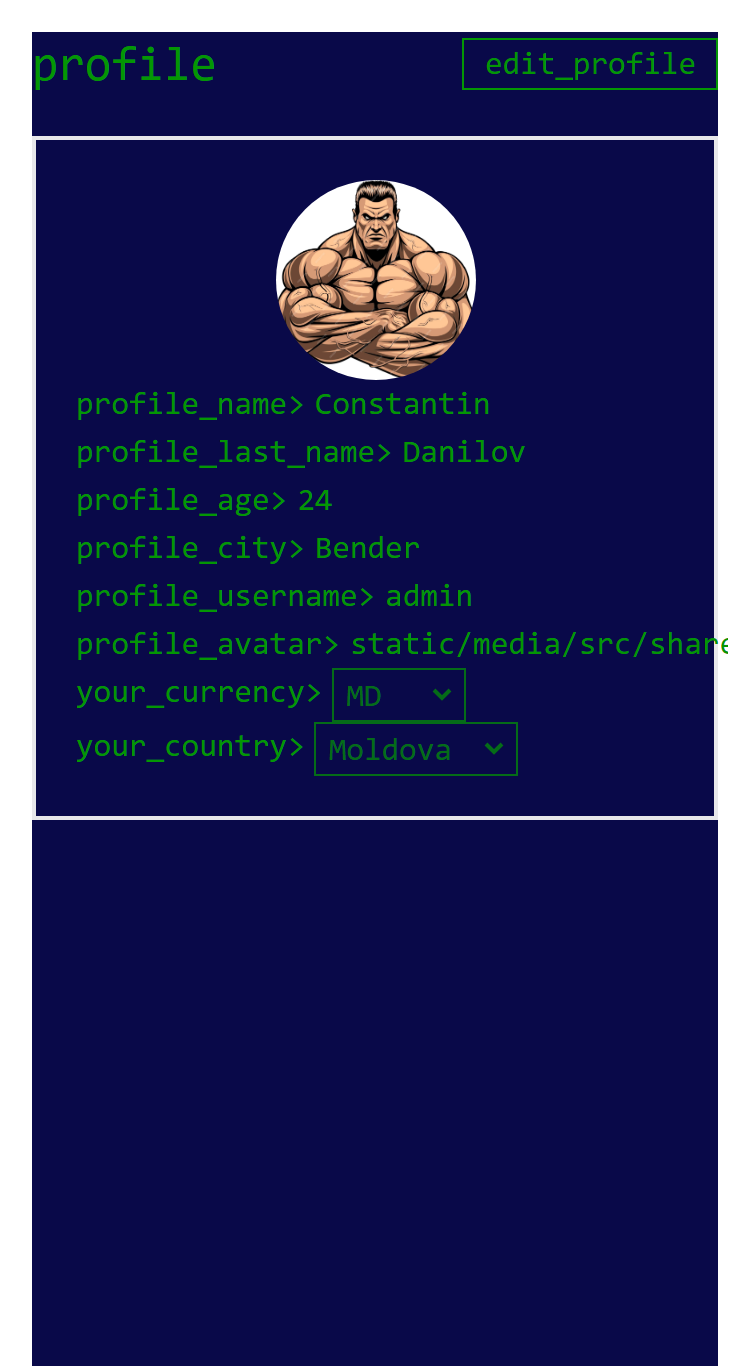 profile
edit_profile
profile_name> Constantin
profile_last_name> Danilov
profile_age> 24
profile_city> Bender
profile_username> admin
profile_avatar> static/media/src/share
your_currency> MD
your_country> Moldova